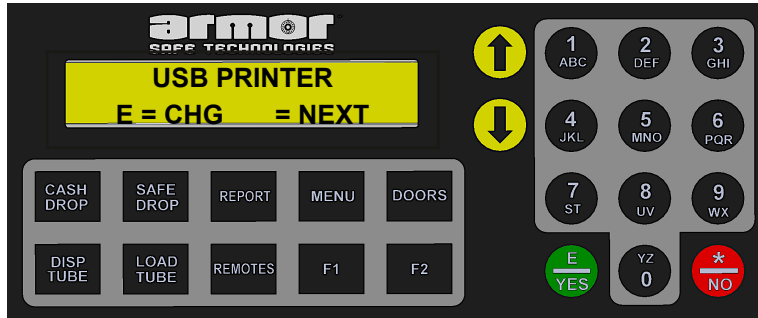 armor
SAFE TECHNOLOGIES
USB PRINTER
E = CHG = NEXT
1
ABC
2
DEF
3
GHI
4
JKL
5
MNO
6
PQR
7
ST
8
UV
9
WX
E
YES
YZ
0
*
NO
CASH
DROP
SAFE
DROP
REPORT
MENU
DOORS
DISP
TUBE
LOAD
TUBE
REMOTES
F1
F2